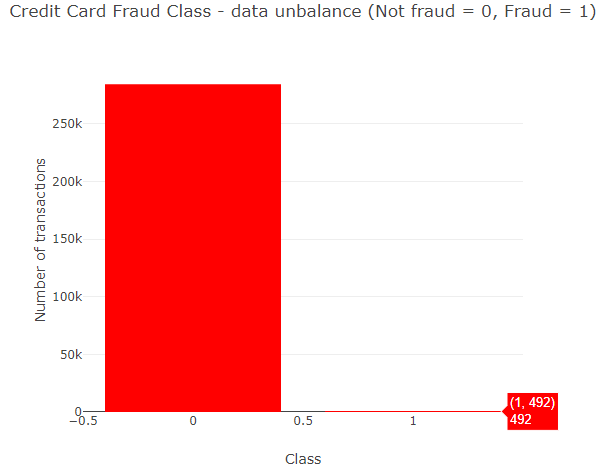 Credit Card Fraud Class - data unbalance (Not fraud = 0, Fraud = 1)
Number of transactions
250k
200k
150k
100k
50k
0
−0.5
0
0.5
1
(1, 492)
492
Class